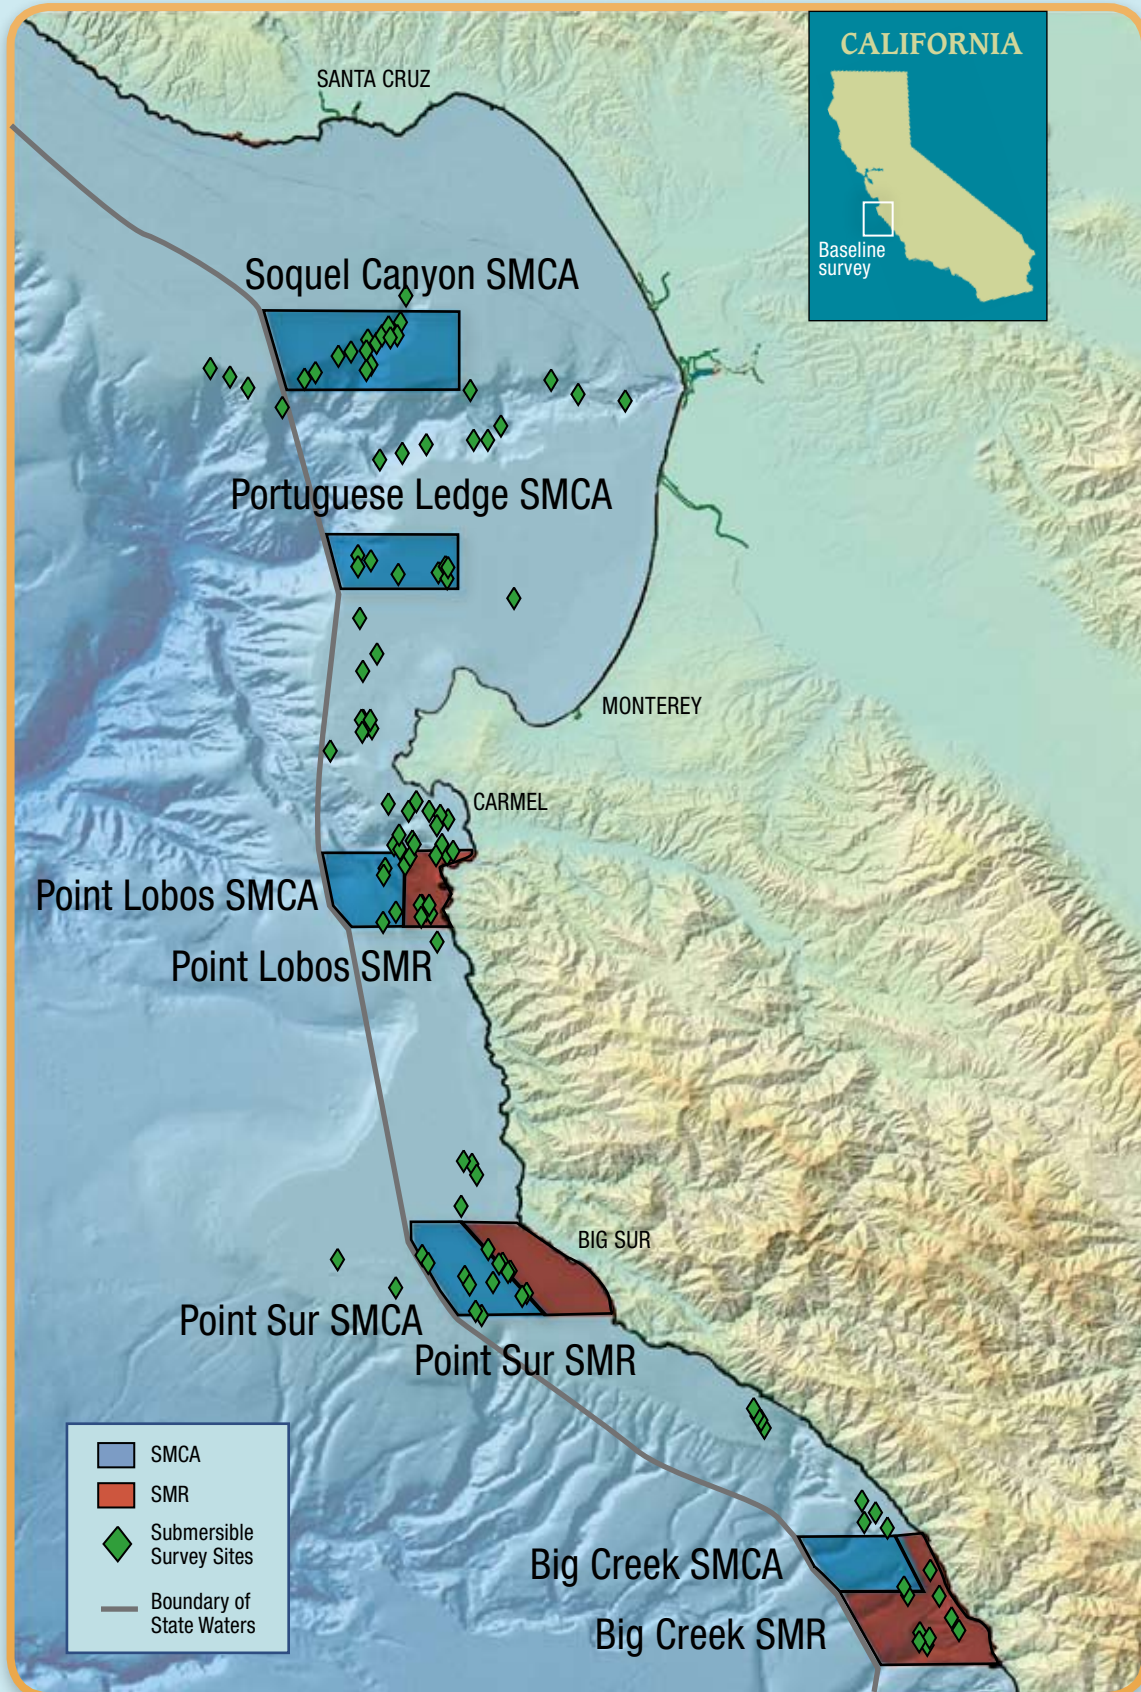 CALIFORNIA
Baseline
survey
SANTA CRUZ
Soquel Canyon SMCA
Portuguese Ledge SMCA
MONTEREY
CARMEL
Point Lobos SMCA
Point Lobos SMR
BIG SUR
Point Sur SMCA
Point Sur SMR
Big Creek SMCA
Big Creek SMR
SMCA
SMR
Submersible
Survey Sites
Boundary of
State Waters